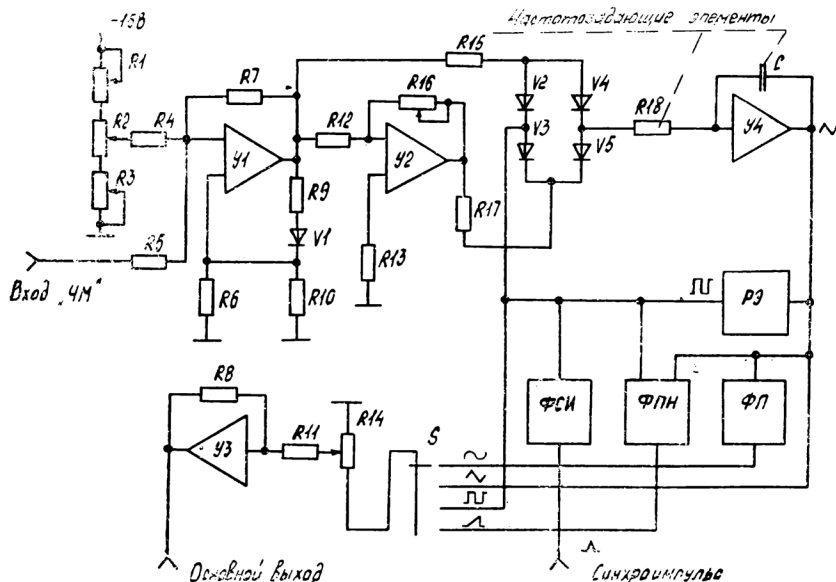 -15В
Частотозадающие элементы
R1
R7
R15
V2
V4
C
R2
R4
R12
R16
R18
V3
V5
У1
У2
У4
R3
R9
R17
R5
V1
R13
Вход „ЧМ“
R6
R10
РЭ
R8
R14
ФСИ
ФПН
ФП
У3
R11
S
Основной выход
Синхроимпульс